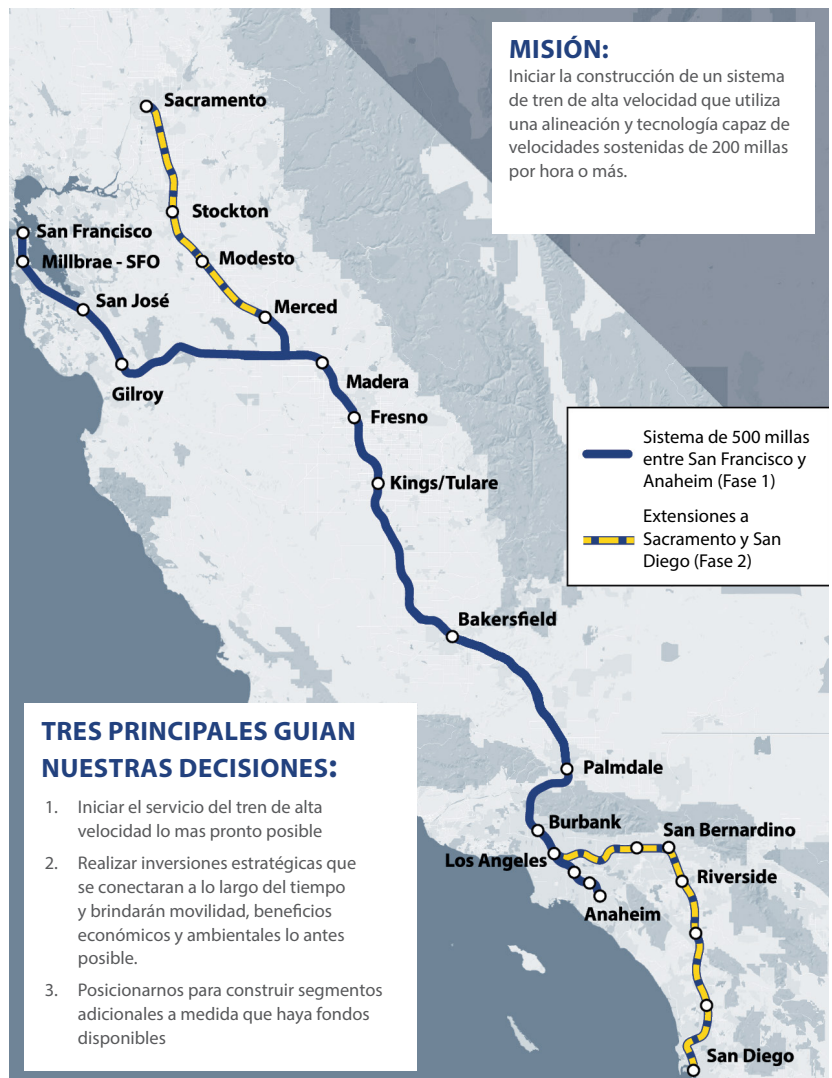 MISIÓN:
Iniciar la construcción de un sistema
de tren de alta velocidad que utiliza
una alineación y tecnología capaz de
velocidades sostenidas de 200 millas
por hora o más.
Sacramento
Stockton
San Francisco
Modesto
Millbrae - SFO
San José
Merced
Gilroy
Madera
Fresno
Kings/Tulare
Sistema de 500 millas
entre San Francisco y
Anaheim (Fase 1)
Extensiones a
Sacramento y San
Diego (Fase 2)
Bakersfield
TRES PRINCIPALES GUIAN
NUESTRAS DECISIONES:
1. Iniciar el servicio del tren de alta
velocidad lo mas pronto posible
2. Realizar inversiones estratégicas que
se conectaran a lo largo del tiempo
y brindarán movilidad, beneficios
económicos y ambientales lo antes
posible.
3. Posicionarnos para construir segmentos
adicionales a medida que haya fondos
disponibles
Palmdale
Burbank
San Bernardino
Los Angeles
Riverside
Anaheim
San Diego